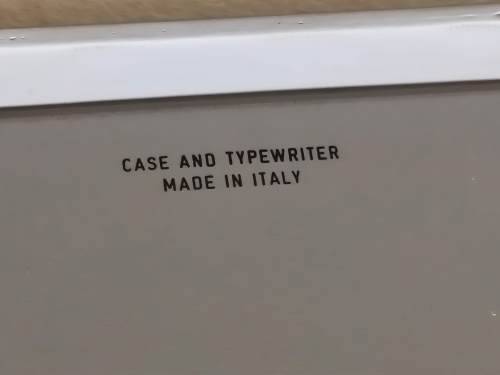 CASE AND TYPEWRITER
MADE IN ITALY